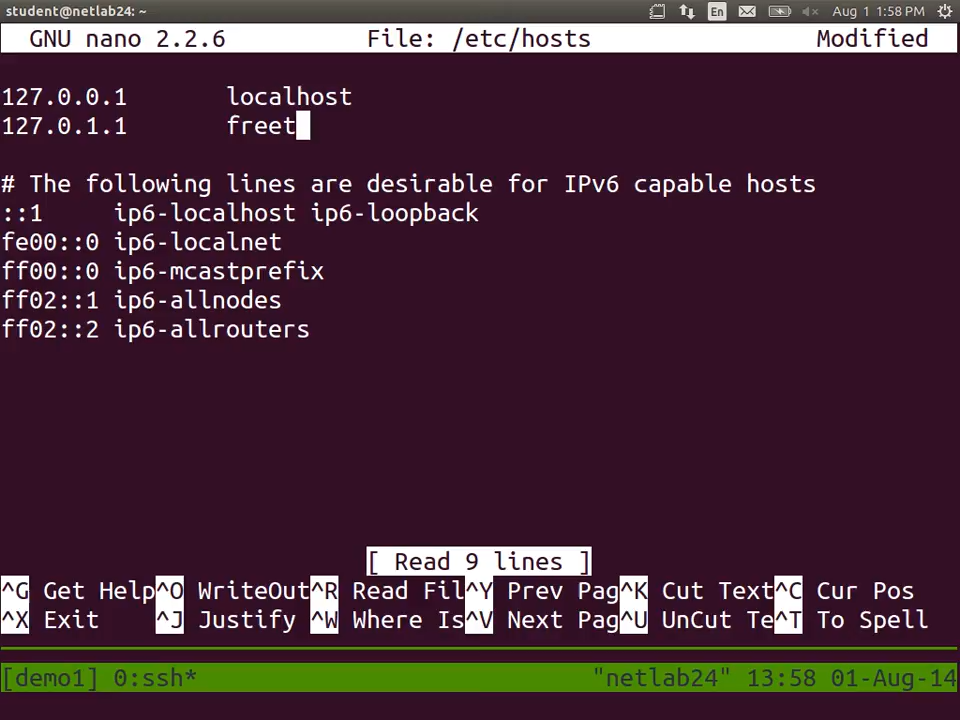 student@netlab24: ~ En Aug 1 1:58 PM
GNU nano 2.2.6 File: /etc/hosts Modified
127.0.0.1 localhost
127.0.1.1 freet
# The following lines are desirable for IPv6 capable hosts
::1 ip6-localhost ip6-loopback
fe00::0 ip6-localnet
ff00::0 ip6-mcastprefix
ff02::1 ip6-allnodes
ff02::2 ip6-allrouters
[ Read 9 lines ]
^G Get Help ^O WriteOut ^R Read Fil ^Y Prev Pag ^K Cut Text ^C Cur Pos
^X Exit ^J Justify ^W Where Is ^V Next Pag ^U UnCut Te ^T To Spell
[demo1] 0:ssh* "netlab24" 13:58 01-Aug-14